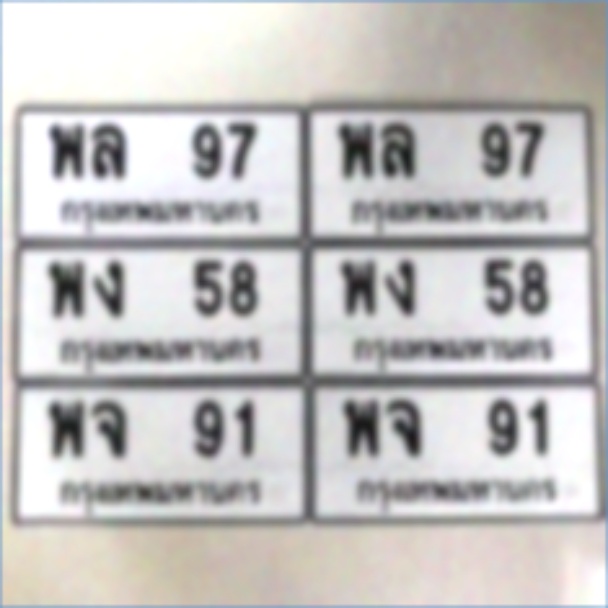 พล 97 พล 97
กรุงเทพมหานคร กรุงเทพมหานคร
พง 58 พง 58
กรุงเทพมหานคร กรุงเทพมหานคร
พจ 91 พจ 91
กรุงเทพมหานคร กรุงเทพมหานคร